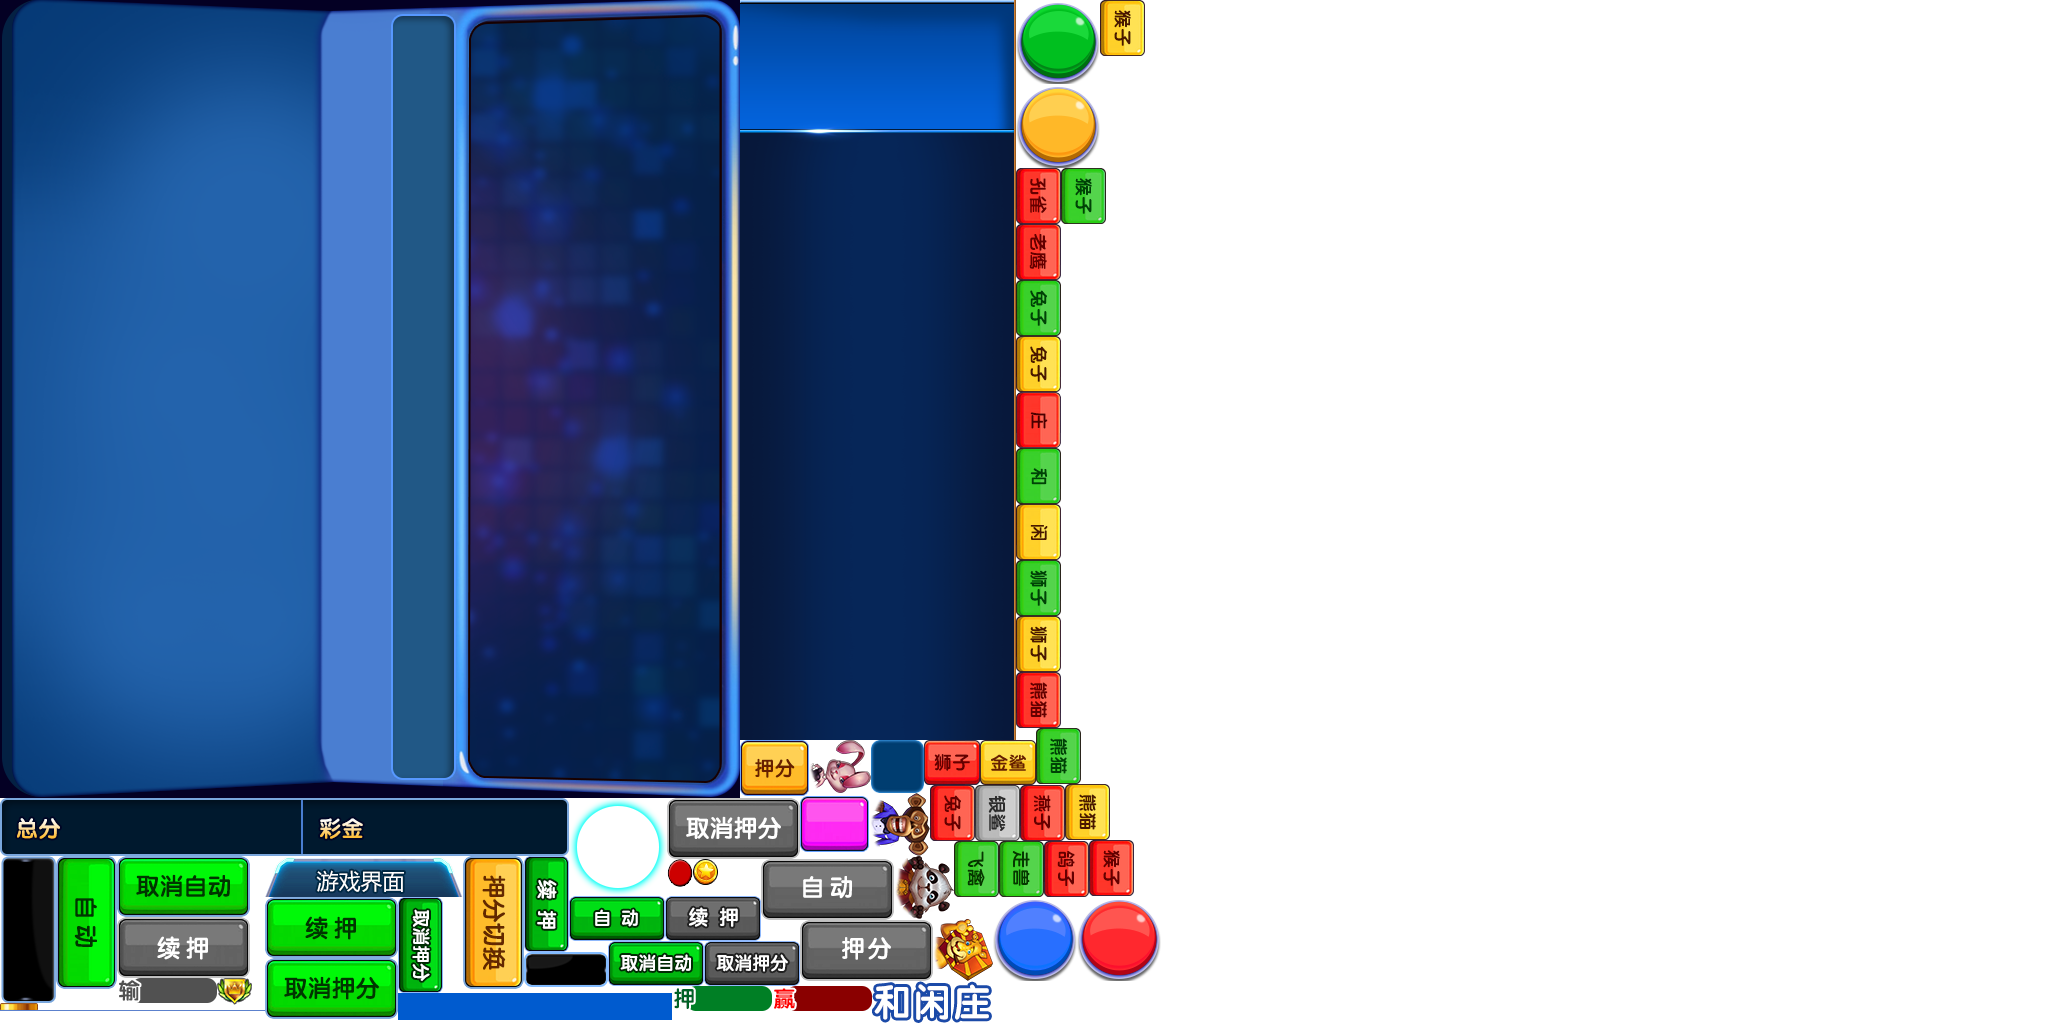 猴子
孔雀
猴子
老鹰
兔子
兔子
庄
和
闲
狮子
狮子
熊猫
押分
狮子
金鲨
熊猫
兔子
银鲨
燕子
熊猫
飞禽
走兽
鸽子
猴子
总分
彩金
取消押分
自动
取消自动
续押
游戏界面
续押
取消押分
取消押分
押分切换
续押
自动
续押
自动
取消自动
取消押分
押分
输
押
赢
和闲庄